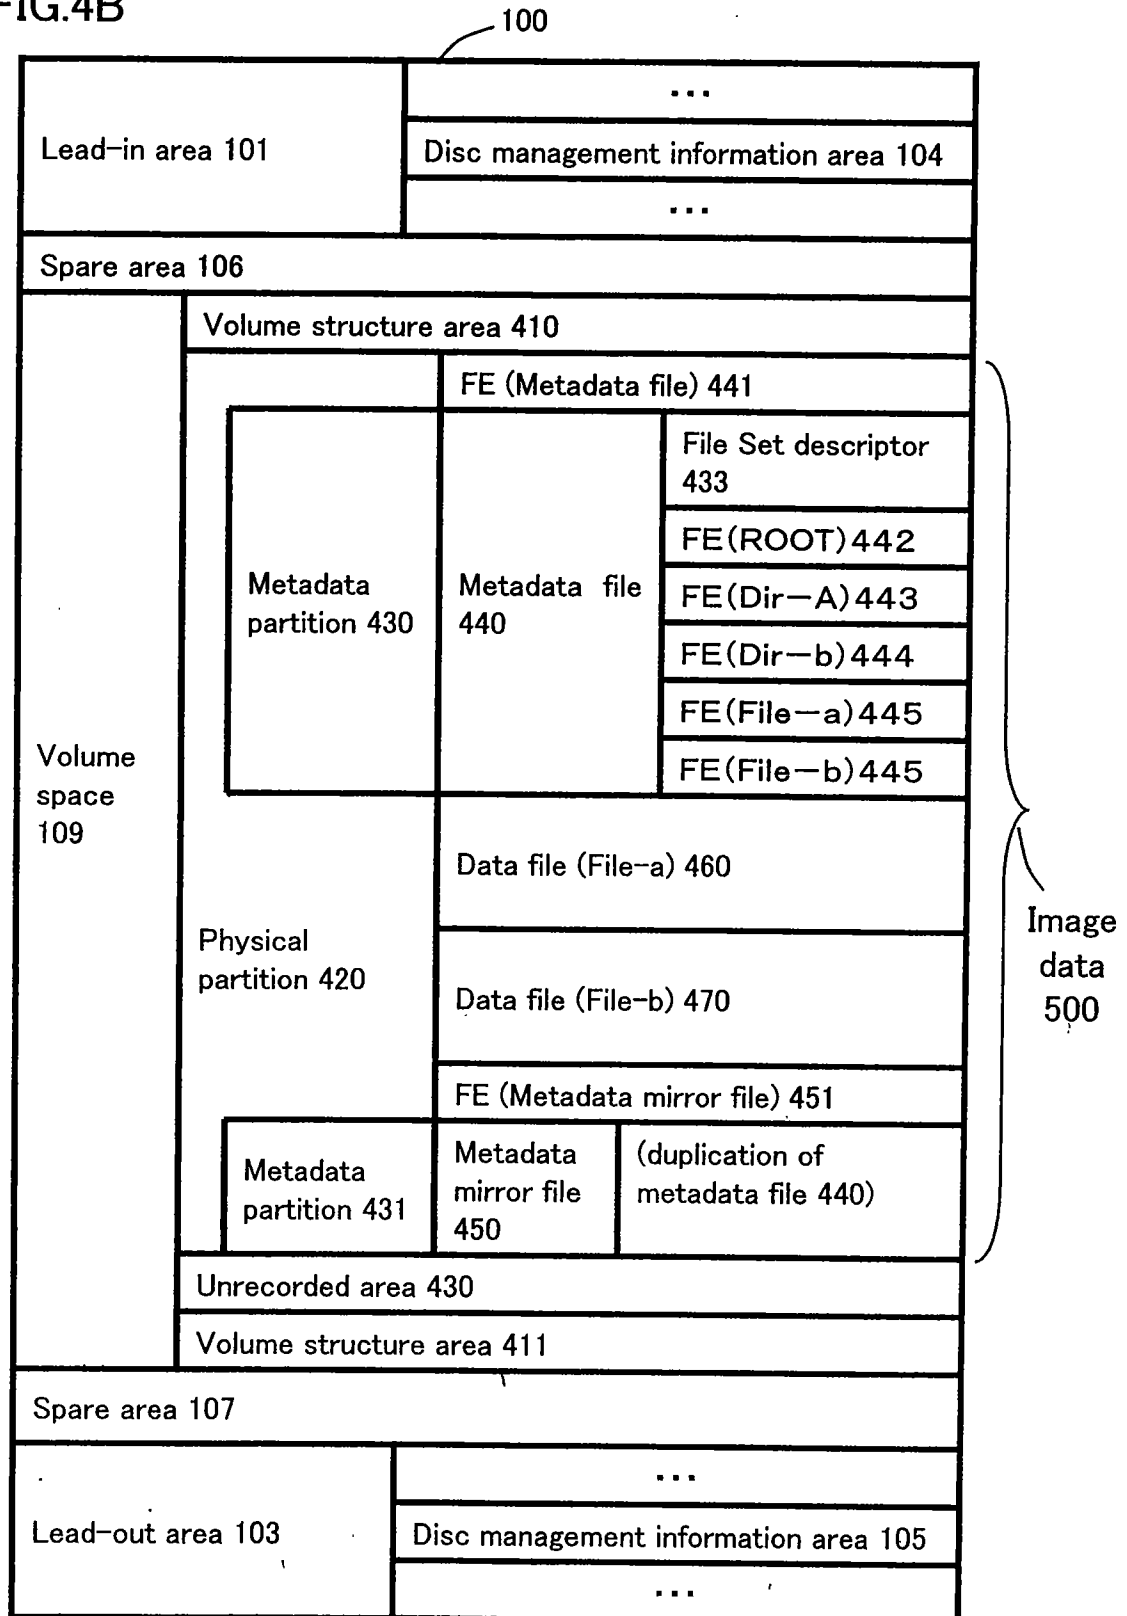 FIG.4B
100
...
Lead-in area 101
Disc management information area 104
...
Spare area 106
Volume structure area 410
FE (Metadata file) 441
File Set descriptor
433
FE(ROOT)442
Metadata
partition 430
Metadata file
440
FE(Dir-A)443
FE(Dir-b)444
FE(File-a)445
FE(File-b)445
Volume
space
109
Data file (File-a) 460
Physical
partition 420
Data file (File-b) 470
Image
data
500
FE (Metadata mirror file) 451
Metadata
partition 431
Metadata
mirror file
450
(duplication of
metadata file 440)
Unrecorded area 430
Volume structure area 411
Spare area 107
...
Lead-out area 103
Disc management information area 105
...